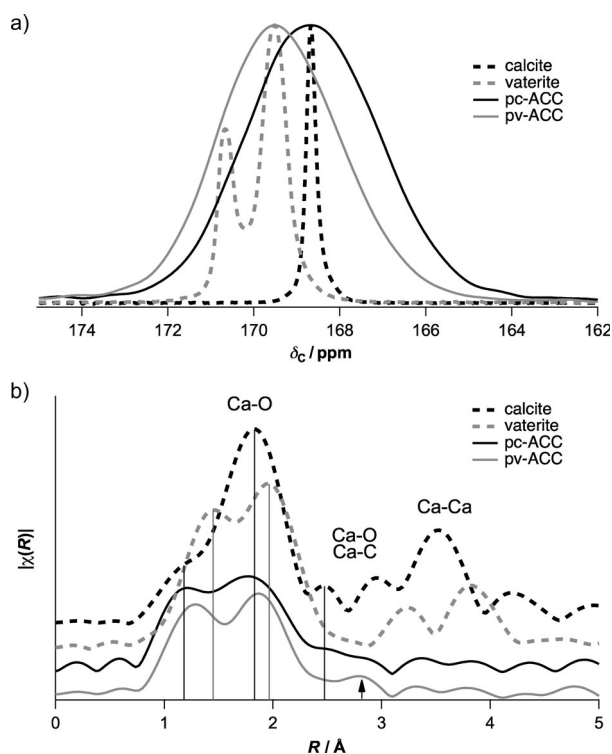 a)
calcite
vaterite
pc-ACC
pv-ACC
174 172 170 168 166 164 162
δC / ppm
b)
Ca-O
calcite
vaterite
pc-ACC
pv-ACC
Ca-O
Ca-C
Ca-Ca
|χ(R)|
0 1 2 3 4 5
R / Å